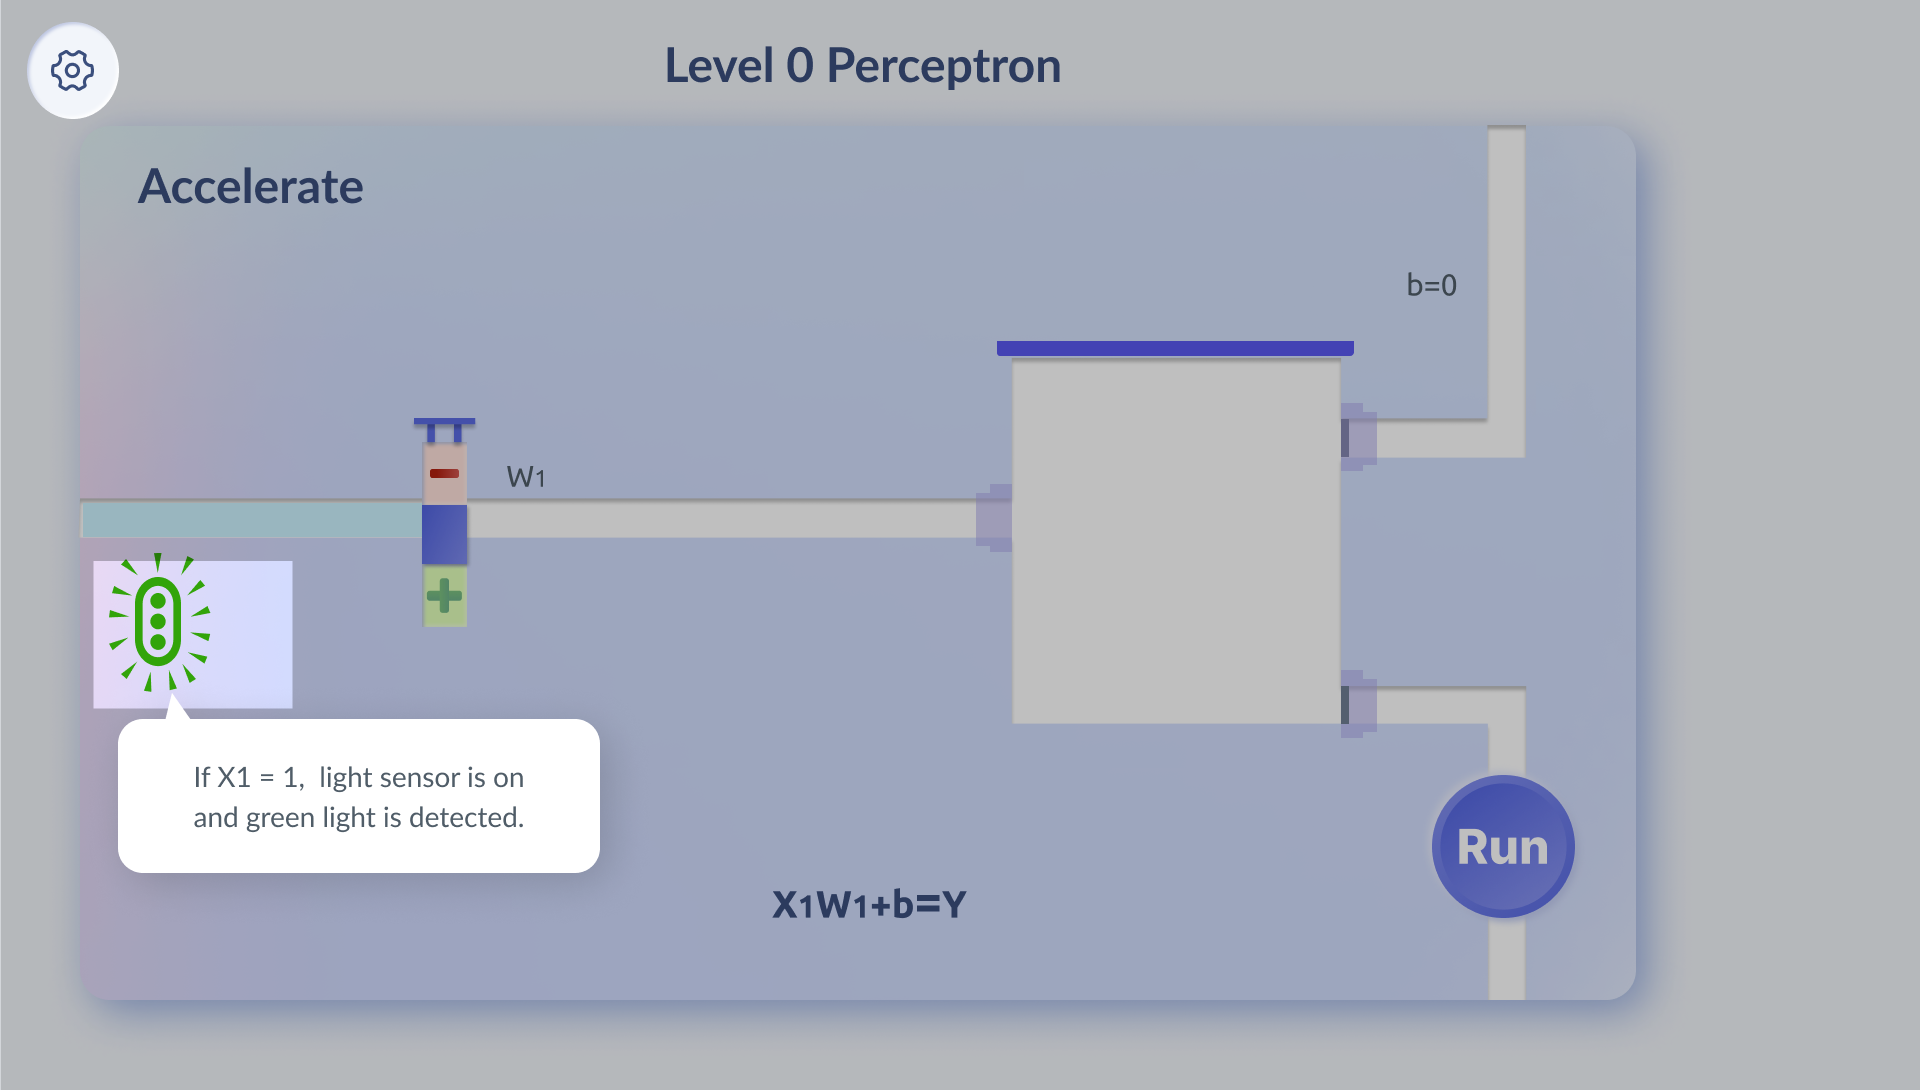 Level 0 Perceptron
Accelerate
b=0
W1
If X1 = 1, light sensor is on
and green light is detected.
Run
X1W1+b=Y